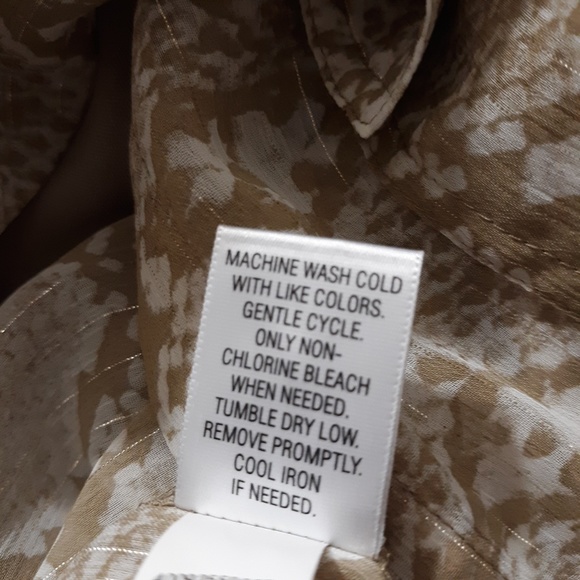 MACHINE WASH COLD
WITH LIKE COLORS.
GENTLE CYCLE.
ONLY NON-
CHLORINE BLEACH
WHEN NEEDED.
TUMBLE DRY LOW.
REMOVE PROMPTLY.
COOL IRON
IF NEEDED.